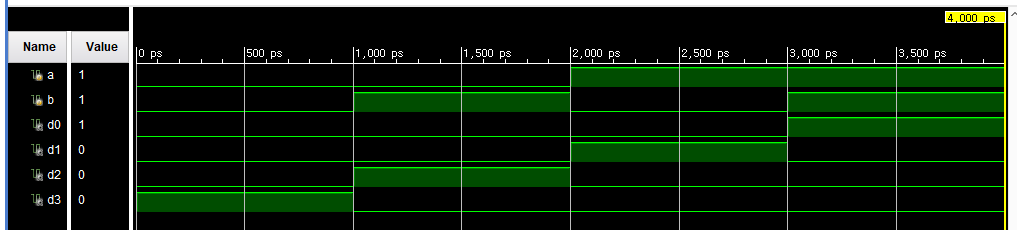 4,000 ps
Name Value
0 ps 500 ps 1,000 ps 1,500 ps 2,000 ps 2,500 ps 3,000 ps 3,500 ps
a 1
b 1
d0 1
d1 0
d2 0
d3 0